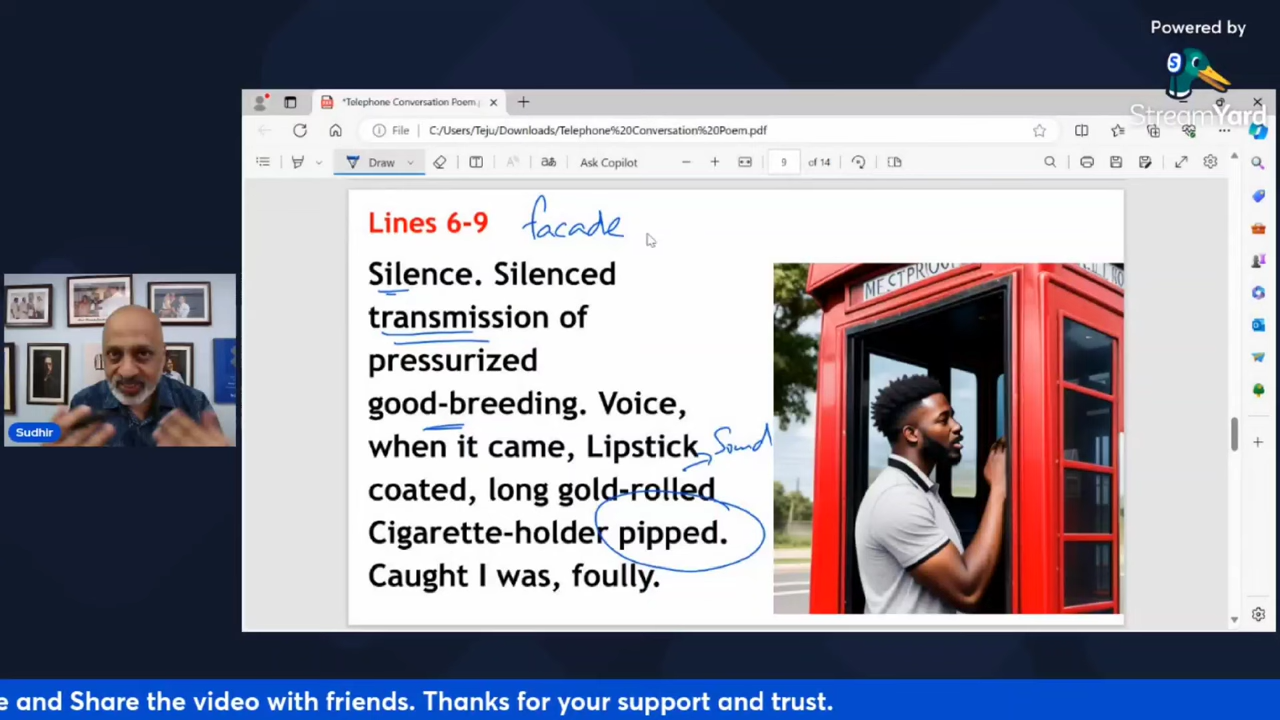 Powered by
StreamYard
*Telephone Conversation Poem.
File C:/Users/Teju/Downloads/Telephone%20Conversation%20Poem.pdf
Draw Ask Copilot 9 of 14
Lines 6-9 facade
Silence. Silenced
transmission of
pressurized
good-breeding. Voice,
when it came, Lipstick Sound
coated, long gold-rolled
Cigarette-holder pipped.
Caught I was, foully.
Sudhir
e and Share the video with friends. Thanks for your support and trust.